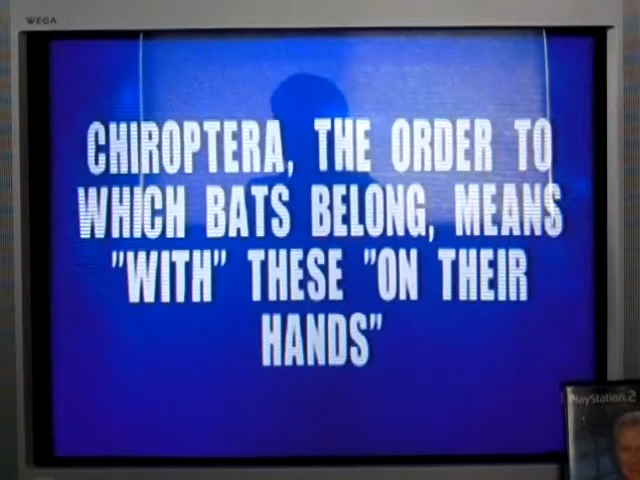 WEGA
CHIROPTERA, THE ORDER TO
WHICH BATS BELONG, MEANS
"WITH" THESE "ON THEIR
HANDS"
PlayStation 2